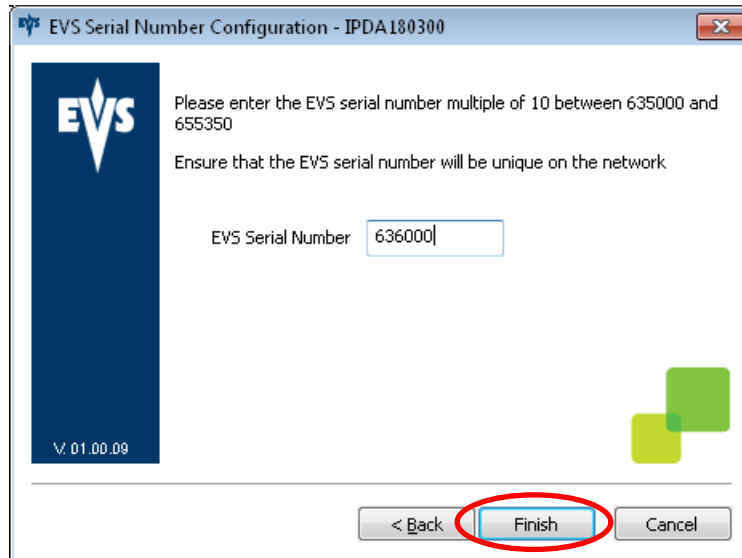 EVS Serial Number Configuration - IPDA180300
EVS
Please enter the EVS serial number multiple of 10 between 635000 and
655350
Ensure that the EVS serial number will be unique on the network
EVS Serial Number 636000
V. 01.00.09
< Back Finish Cancel